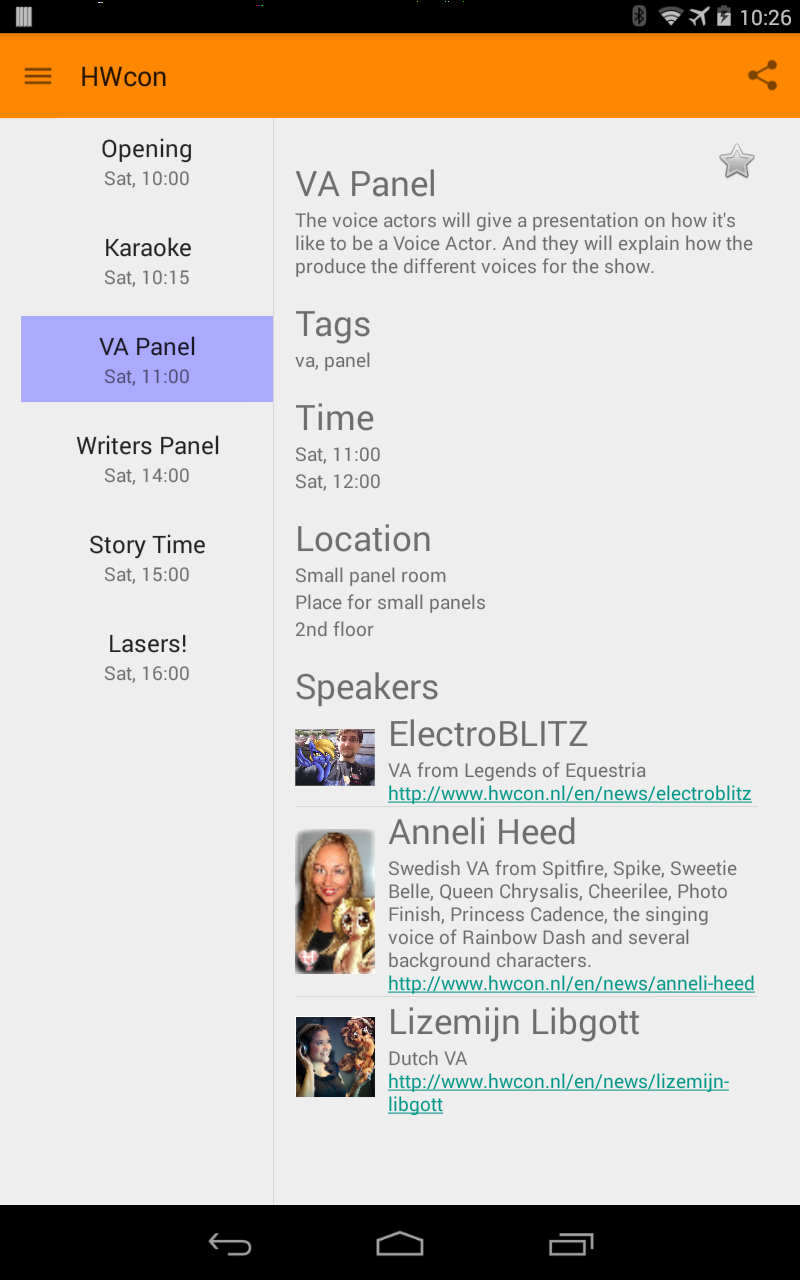 10:26
HWcon
Opening
Sat, 10:00
Karaoke
Sat, 10:15
VA Panel
Sat, 11:00
Writers Panel
Sat, 14:00
Story Time
Sat, 15:00
Lasers!
Sat, 16:00
VA Panel
The voice actors will give a presentation on how it's
like to be a Voice Actor. And they will explain how the
produce the different voices for the show.
Tags
va, panel
Time
Sat, 11:00
Sat, 12:00
Location
Small panel room
Place for small panels
2nd floor
Speakers
ElectroBLITZ
VA from Legends of Equestria
http://www.hwcon.nl/en/news/electroblitz
Anneli Heed
Swedish VA from Spitfire, Spike, Sweetie
Belle, Queen Chrysalis, Cheerilee, Photo
Finish, Princess Cadence, the singing
voice of Rainbow Dash and several
background characters.
http://www.hwcon.nl/en/news/anneli-heed
Lizemijn Libgott
Dutch VA
http://www.hwcon.nl/en/news/lizemijn-
libgott